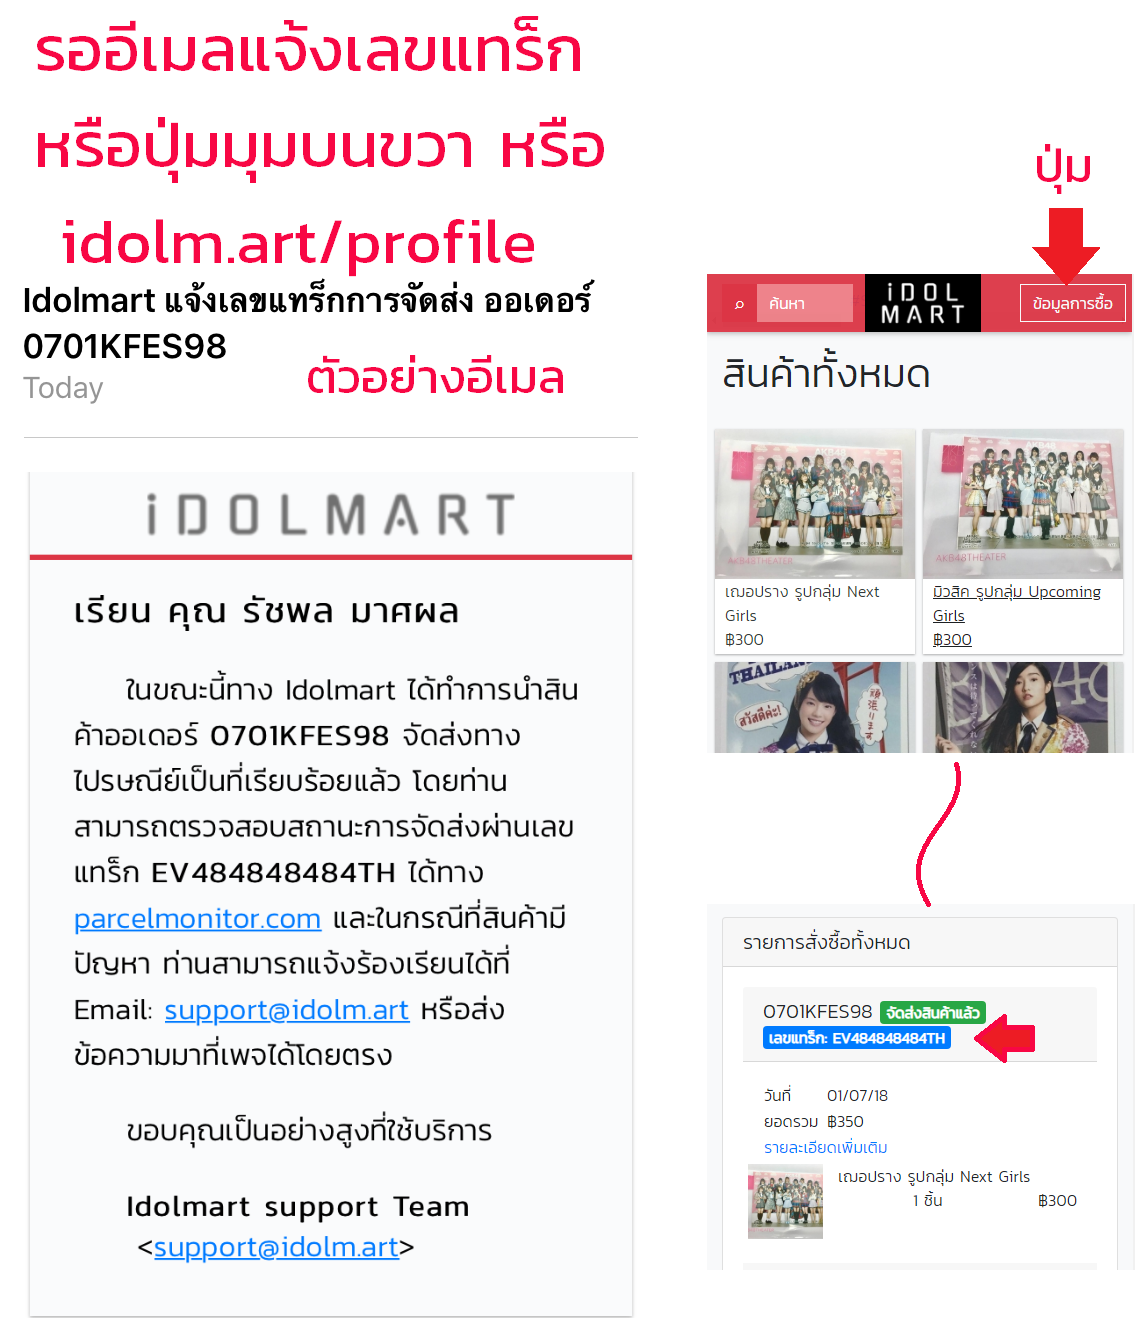 รออีเมลแจ้งเลขแทร็ก
หรือปุ่มมุมบนขวา หรือ
idolm.art/profile
Idolmart แจ้งเลขแทร็กการจัดส่ง ออเดอร์
0701KFES98
Today
ตัวอย่างอีเมล
iDOLMART
เรียน คุณ รัชพล มาศผล
ในขณะนี้ทาง Idolmart ได้ทำการนำสิน
ค้าออเดอร์ 0701KFES98 จัดส่งทาง
ไปรษณีย์เป็นที่เรียบร้อยแล้ว โดยท่าน
สามารถตรวจสอบสถานะการจัดส่งผ่านเลข
แทร็ก EV484848484TH ได้ทาง
parcelmonitor.com และในกรณีที่สินค้ามี
ปัญหา ท่านสามารถแจ้งร้องเรียนได้ที่
Email: support@idolm.art หรือส่ง
ข้อความมาที่เพจได้โดยตรง
ขอบคุณเป็นอย่างสูงที่ใช้บริการ
Idolmart support Team
<support@idolm.art>
ปุ่ม
ค้นหา
iDOL
MART
ข้อมูลการซื้อ
สินค้าทั้งหมด
AKB48
AKB48THEATER
AKB48THEATER
เฌอปราง รูปกลุ่ม Next
Girls
฿300
มิวสิค รูปกลุ่ม Upcoming
Girls
฿300
THAILAND
สวัสดีค่ะ!
頑張ります
รายการสั่งซื้อทั้งหมด
0701KFES98 จัดส่งสินค้าแล้ว
เลขแทร็ก: EV484848484TH
วันที่ 01/07/18
ยอดรวม ฿350
รายละเอียดเพิ่มเติม
เฌอปราง รูปกลุ่ม Next Girls
1 ชิ้น ฿300